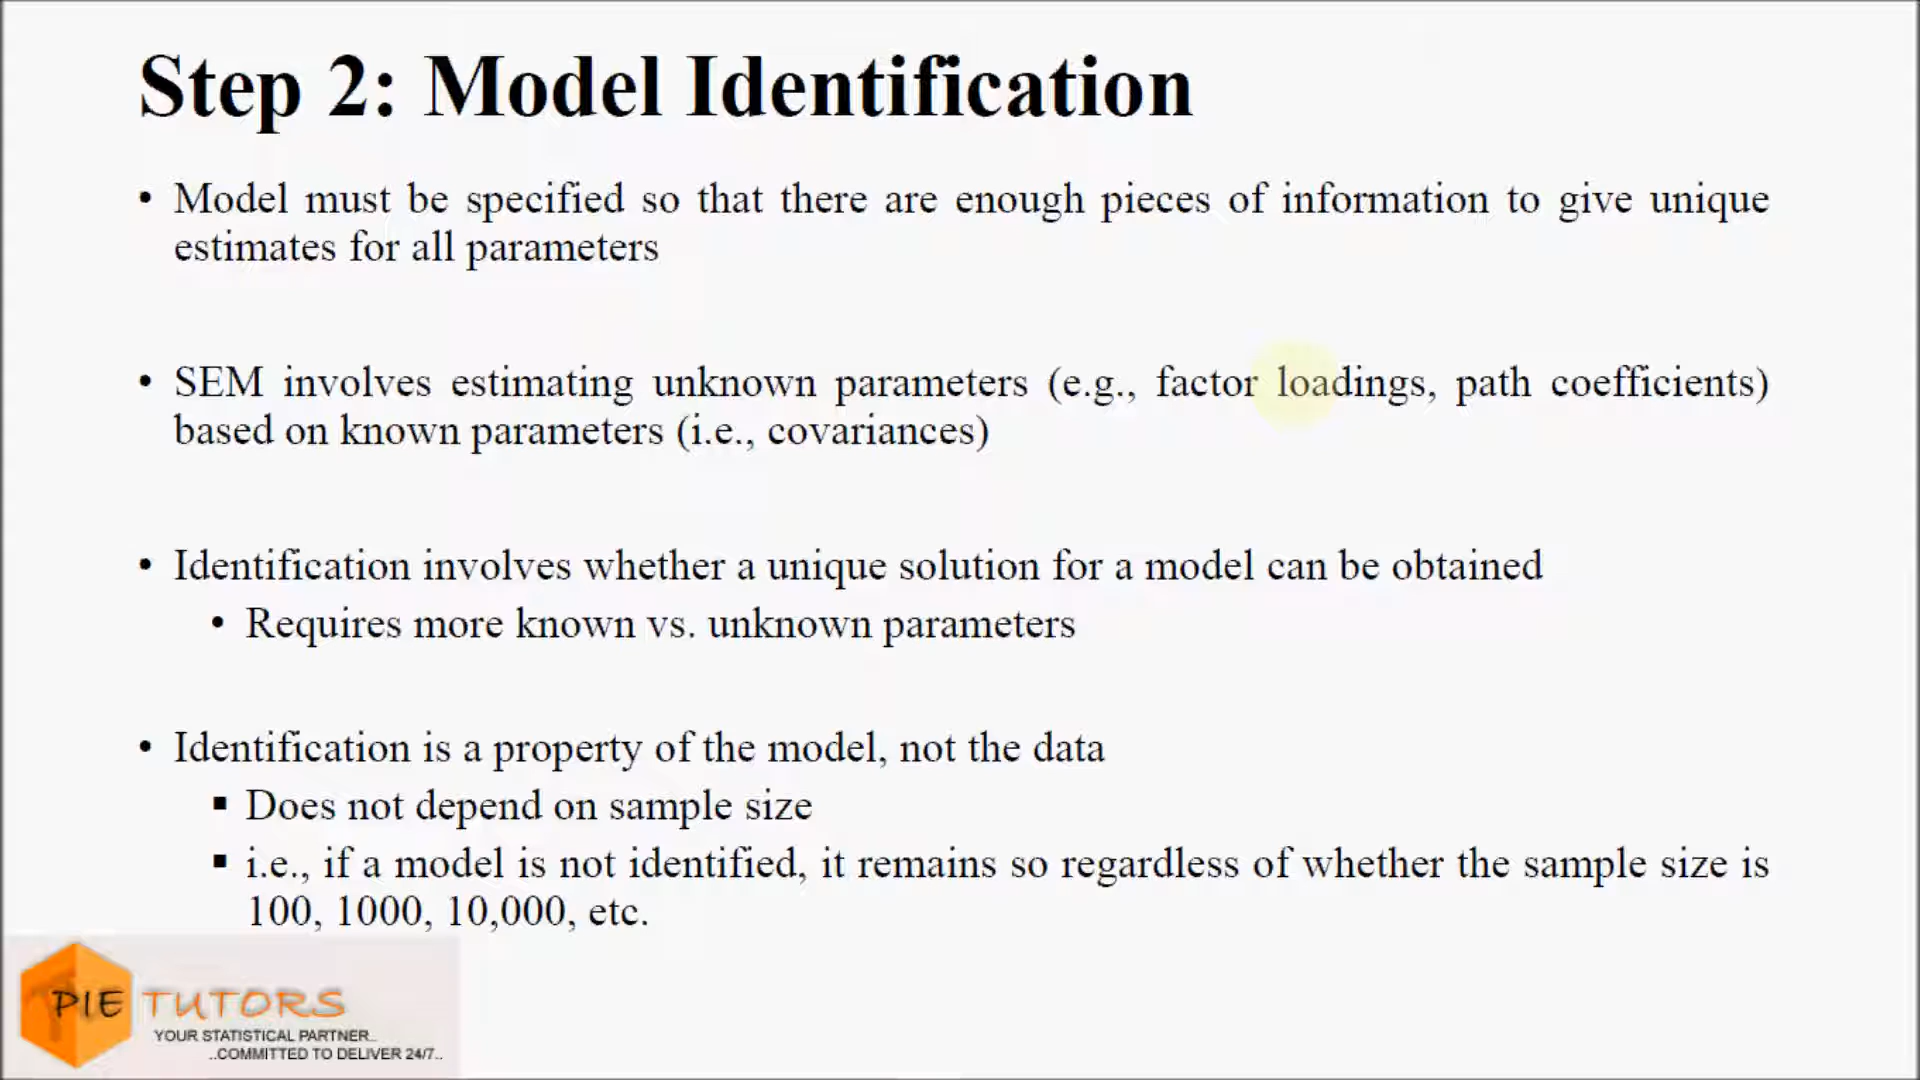 Step 2: Model Identification
• Model must be specified so that there are enough pieces of information to give unique
estimates for all parameters
• SEM involves estimating unknown parameters (e.g., factor loadings, path coefficients)
based on known parameters (i.e., covariances)
• Identification involves whether a unique solution for a model can be obtained
• Requires more known vs. unknown parameters
• Identification is a property of the model, not the data
▪ Does not depend on sample size
▪ i.e., if a model is not identified, it remains so regardless of whether the sample size is
100, 1000, 10,000, etc.
PIE TUTORS
YOUR STATISTICAL PARTNER..
..COMMITTED TO DELIVER 24/7..